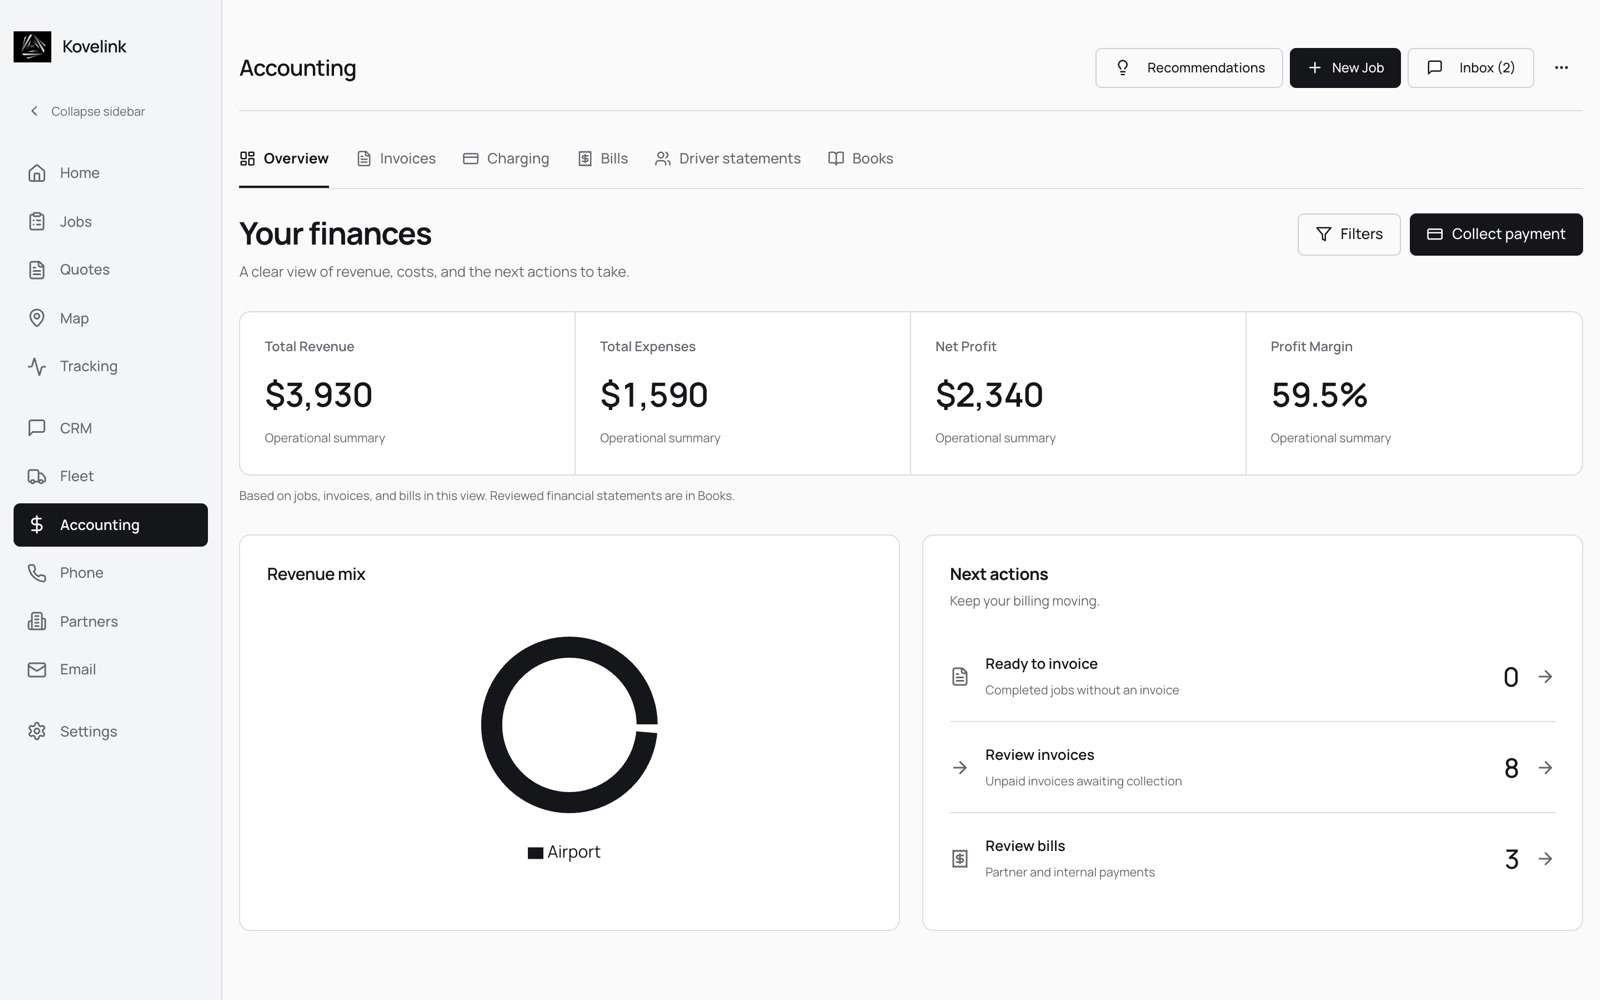 Kovelink
Collapse sidebar
Home
Jobs
Quotes
Map
Tracking
CRM
Fleet
Accounting
Phone
Partners
Email
Settings
Accounting
Recommendations
New Job
Inbox (2)
Overview
Invoices
Charging
Bills
Driver statements
Books
Your finances
A clear view of revenue, costs, and the next actions to take.
Filters
Collect payment
Total Revenue
$3,930
Operational summary
Total Expenses
$1,590
Operational summary
Net Profit
$2,340
Operational summary
Profit Margin
59.5%
Operational summary
Based on jobs, invoices, and bills in this view. Reviewed financial statements are in Books.
Revenue mix
Airport
Next actions
Keep your billing moving.
Ready to invoice
Completed jobs without an invoice
0
Review invoices
Unpaid invoices awaiting collection
8
Review bills
Partner and internal payments
3